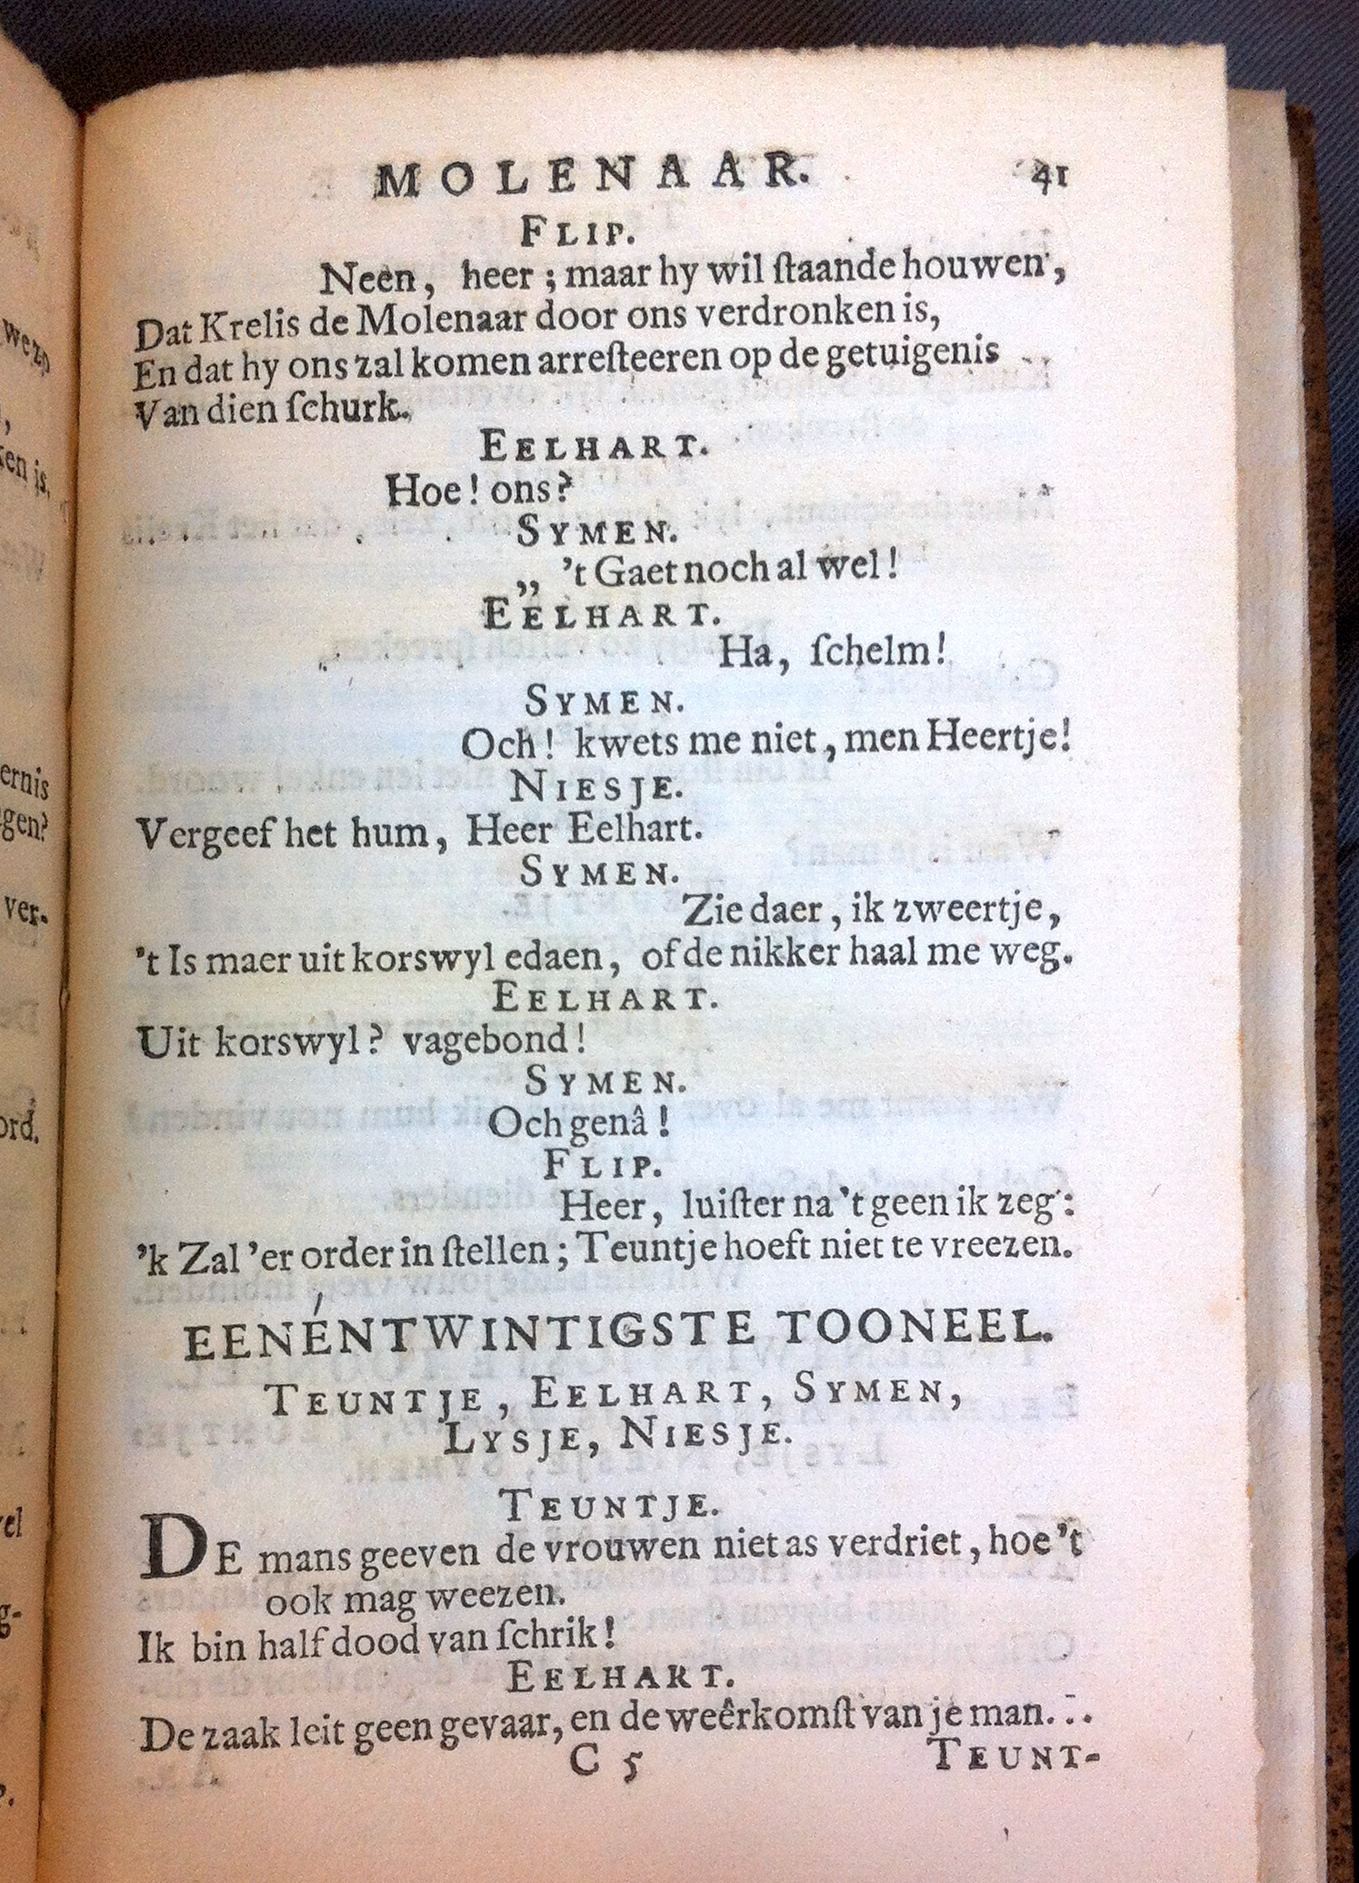 MOLENAAR. 41
FLIP.
Neen, heer; maar hy wil ſtaande houwen,
Dat Krelis de Molenaar door ons verdronken is,
En dat hy ons zal komen arreſteeren op de getuigenis
Van dien ſchurk.
EELHART.
Hoe! ons?
SYMEN.
„ 't Gaet noch al wel!
EELHART.
Ha, ſchelm!
SYMEN.
Och! kwets me niet, men Heertje!
NIESJE.
Vergeef het hum, Heer Eelhart.
SYMEN.
Zie daer, ik zweertje,
't Is maer uit korswyl edaen, of de nikker haal me weg.
EELHART.
Uit korswyl? vagebond!
SYMEN.
Och genâ!
FLIP.
Heer, luiſter na 't geen ik zeg:
'k Zal 'er order in ſtellen; Teuntje hoeft niet te vreezen.
EENÉNTWINTIGSTE TOONEEL.
TEUNTJE, EELHART, SYMEN,
LYSJE, NIESJE.
TEUNTJE.
DE mans geeven de vrouwen niet as verdriet, hoe 't
ook mag weezen.
Ik bin half dood van ſchrik!
EELHART.
De zaak leit geen gevaar, en de weêrkomſt van je man...
C 5 TEUNT-